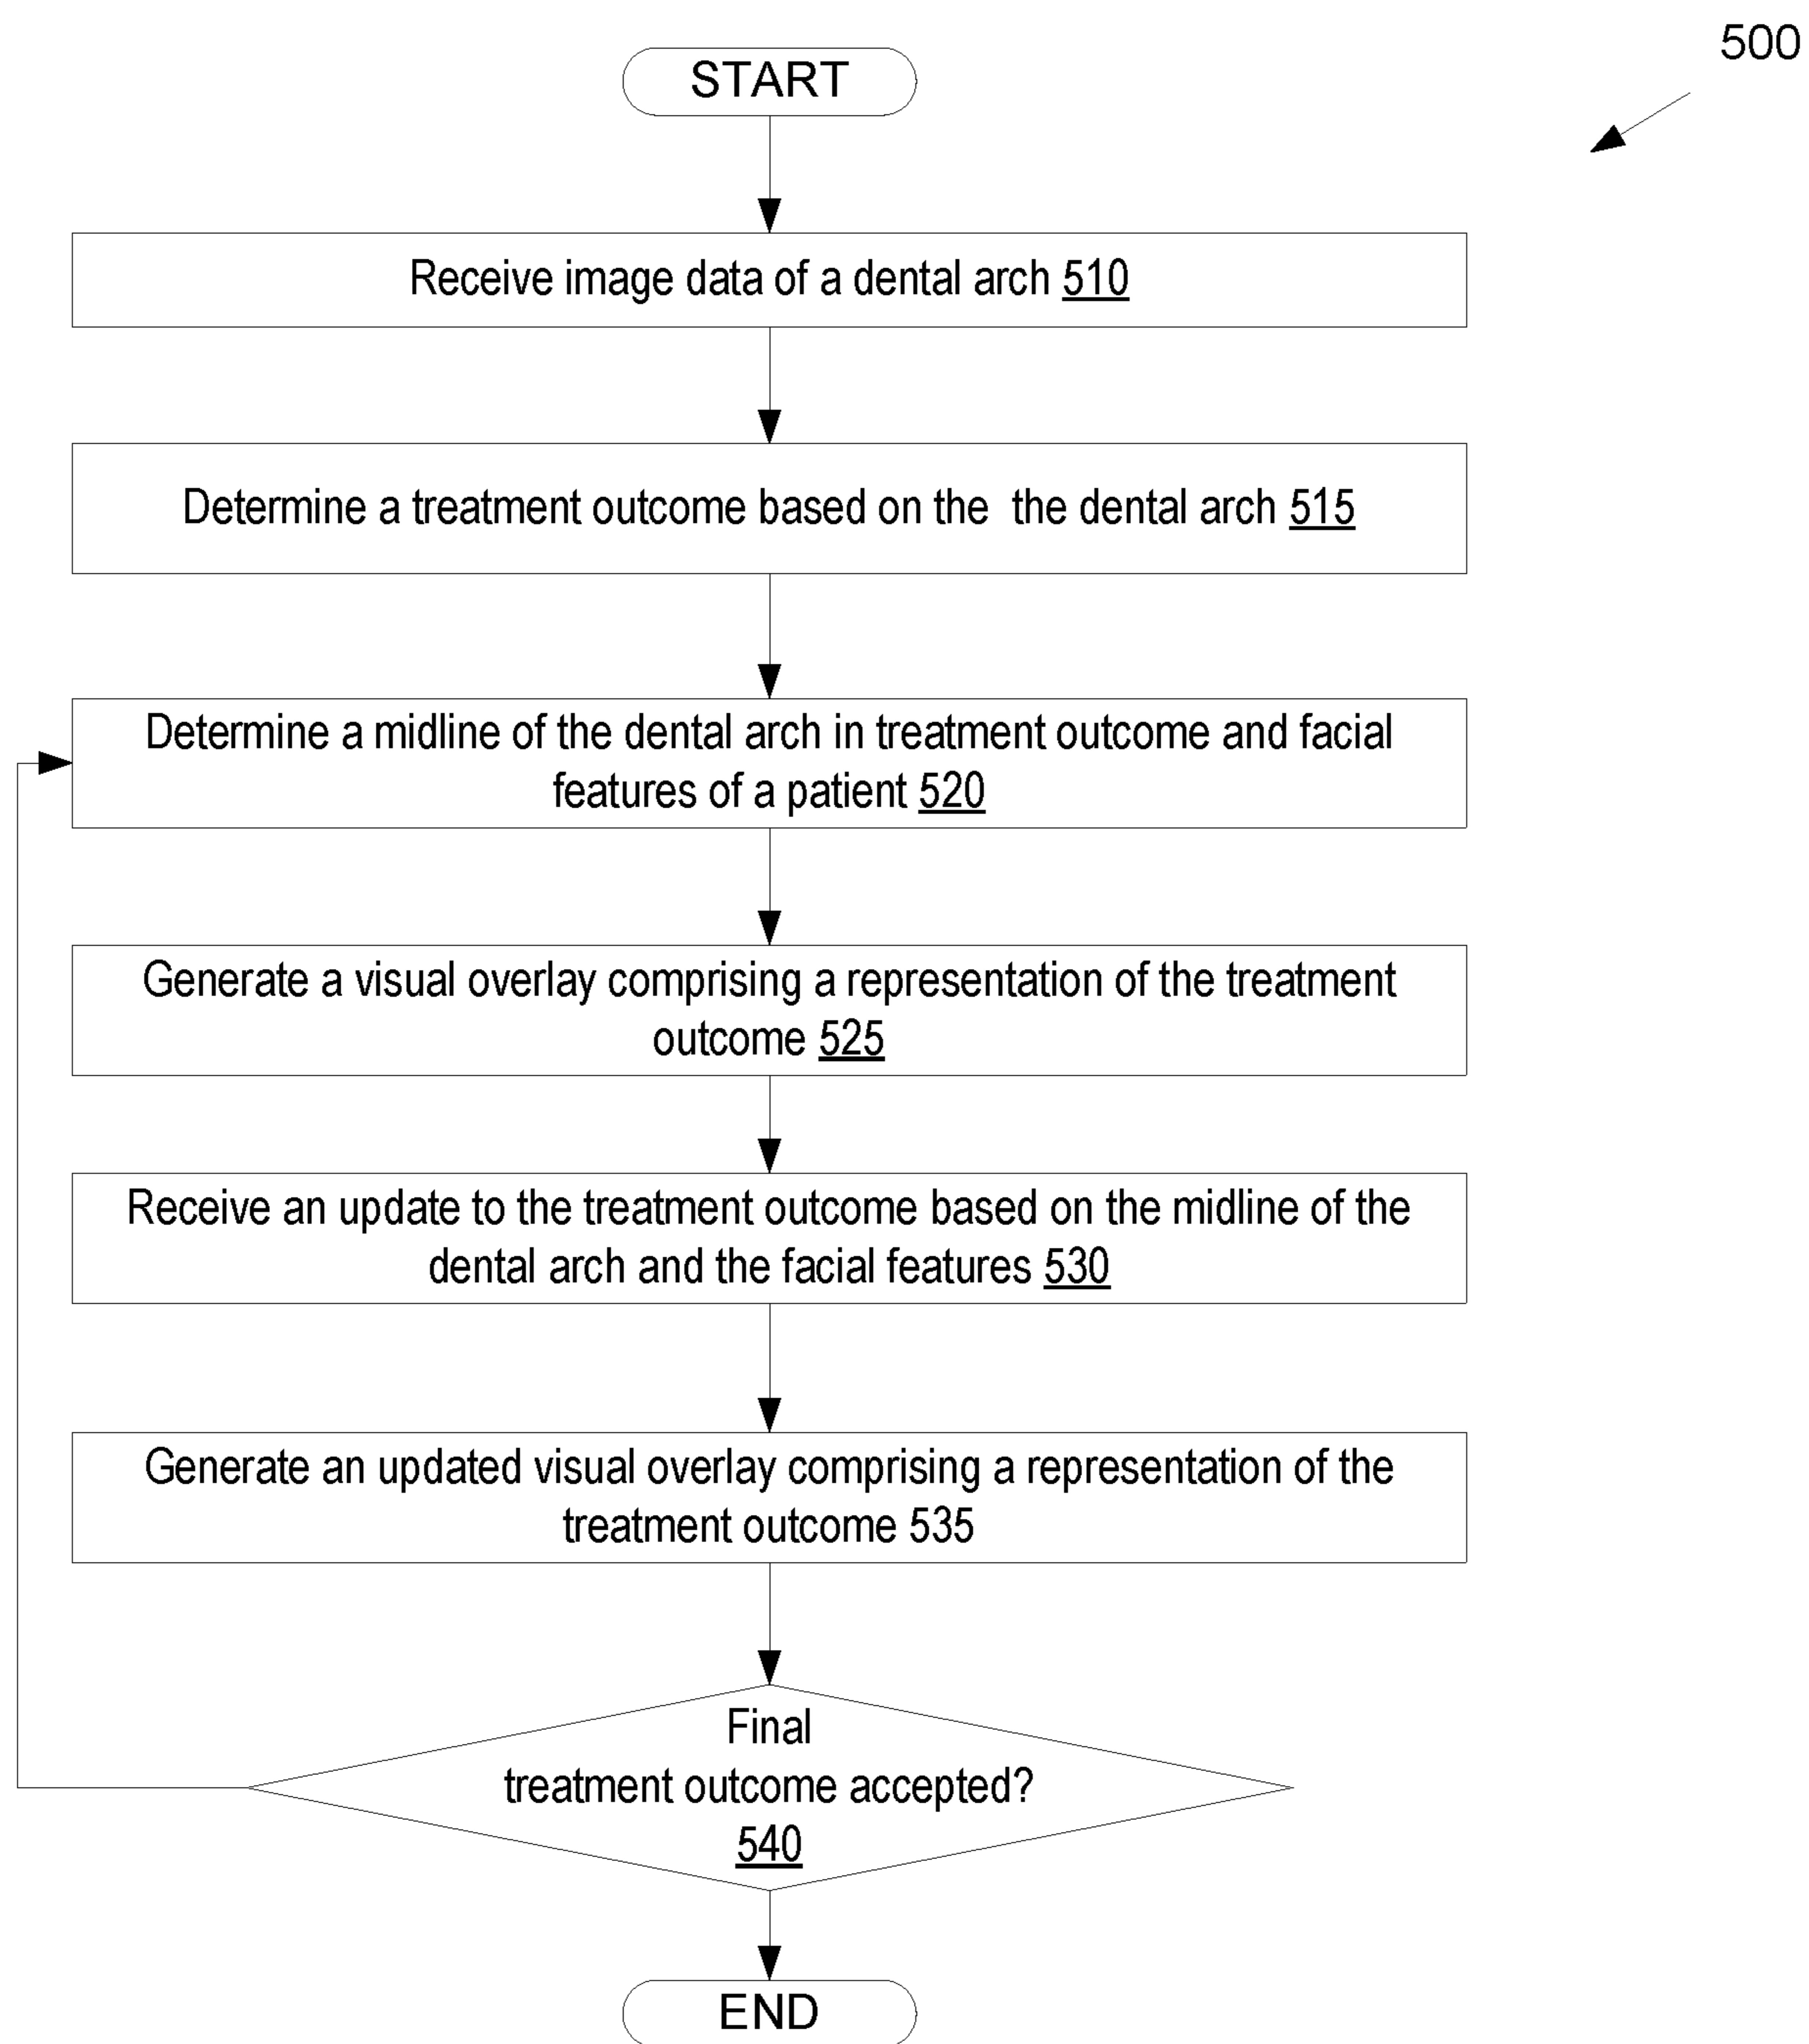 500
START
Receive image data of a dental arch 510
Determine a treatment outcome based on the  the dental arch 515
Determine a midline of the dental arch in treatment outcome and facial
features of a patient 520
Generate a visual overlay comprising a representation of the treatment
outcome 525
Receive an update to the treatment outcome based on the midline of the
dental arch and the facial features 530
Generate an updated visual overlay comprising a representation of the
treatment outcome 535
Final
treatment outcome accepted?
540
END